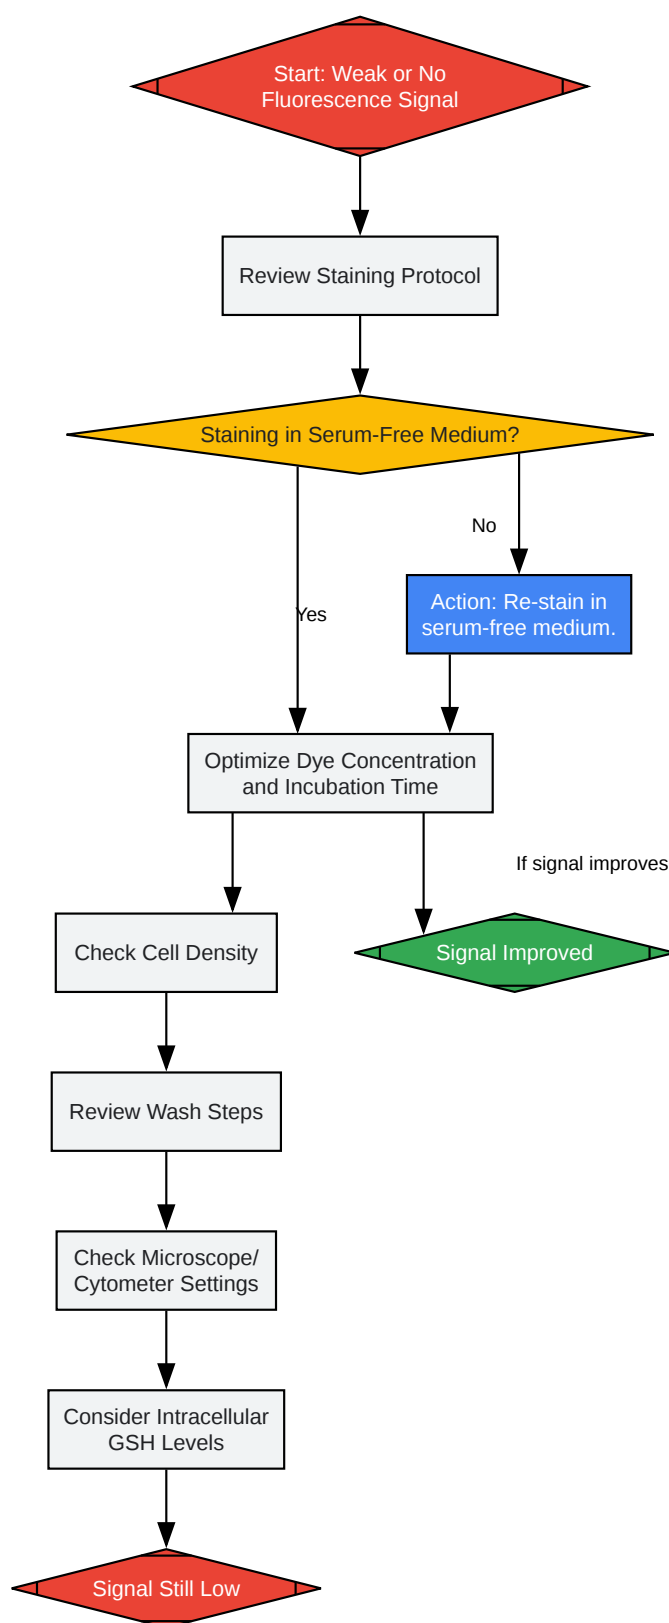 Start: Weak or No
Fluorescence Signal
Review Staining Protocol
Staining in Serum-Free Medium?
No
Action: Re-stain in
serum-free medium.
Yes
Optimize Dye Concentration
and Incubation Time
If signal improves
Check Cell Density
Signal Improved
Review Wash Steps
Check Microscope/
Cytometer Settings
Consider Intracellular
GSH Levels
Signal Still Low